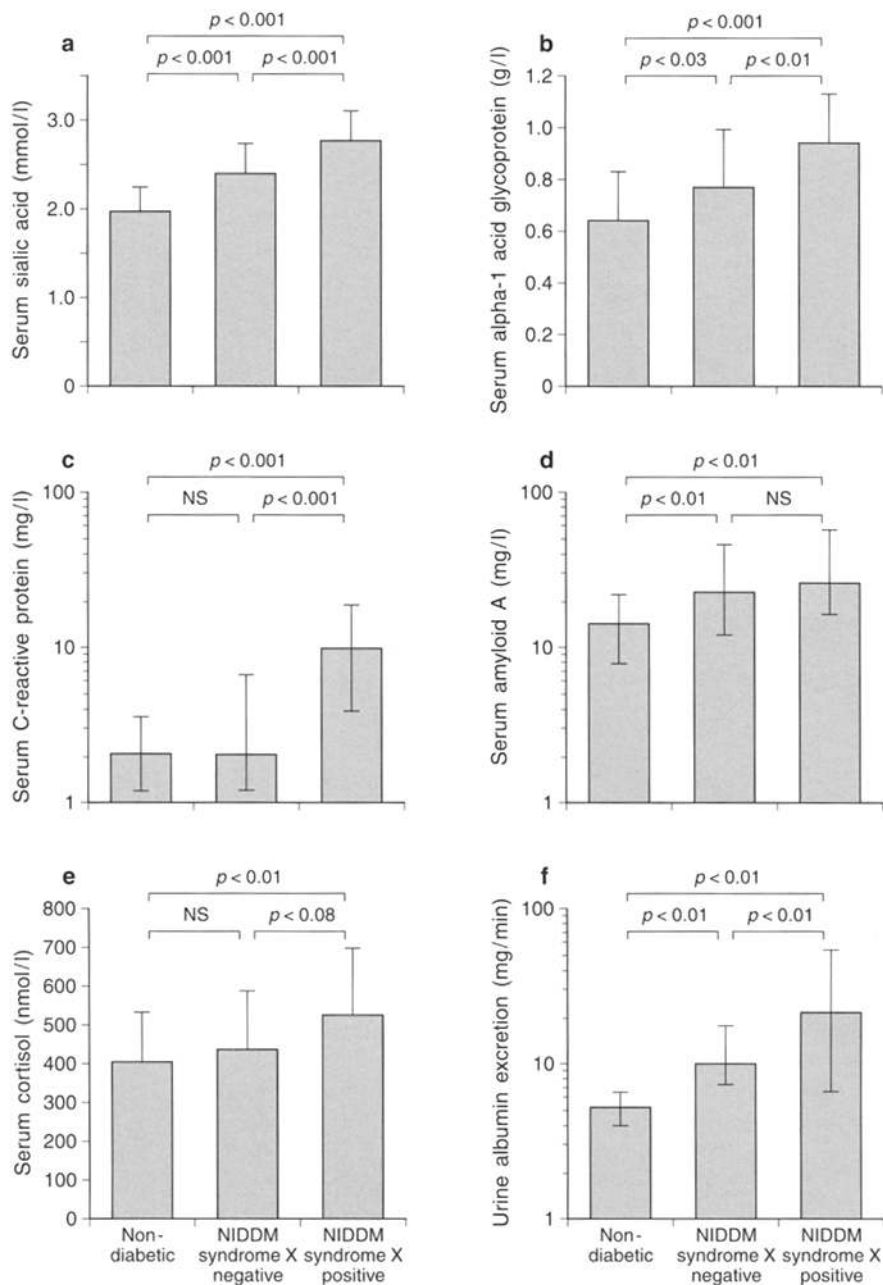 a
p < 0.001
p < 0.001 p < 0.001
Serum sialic acid (mmol/l)
3.0
2.0
1.0
0
b
p < 0.001
p < 0.03 p < 0.01
Serum alpha-1 acid glycoprotein (g/l)
1.2
1.0
0.8
0.6
0.4
0.2
0
c
p < 0.001
NS p < 0.001
Serum C-reactive protein (mg/l)
100
10
1
d
p < 0.01
p < 0.01 NS
Serum amyloid A (mg/l)
100
10
1
e
p < 0.01
NS p < 0.08
Serum cortisol (nmol/l)
800
700
600
500
400
300
200
100
0
Non-
diabetic
NIDDM
syndrome X
negative
NIDDM
syndrome X
positive
f
p < 0.01
p < 0.01 p < 0.01
Urine albumin excretion (mg/min)
100
10
1
Non-
diabetic
NIDDM
syndrome X
negative
NIDDM
syndrome X
positive